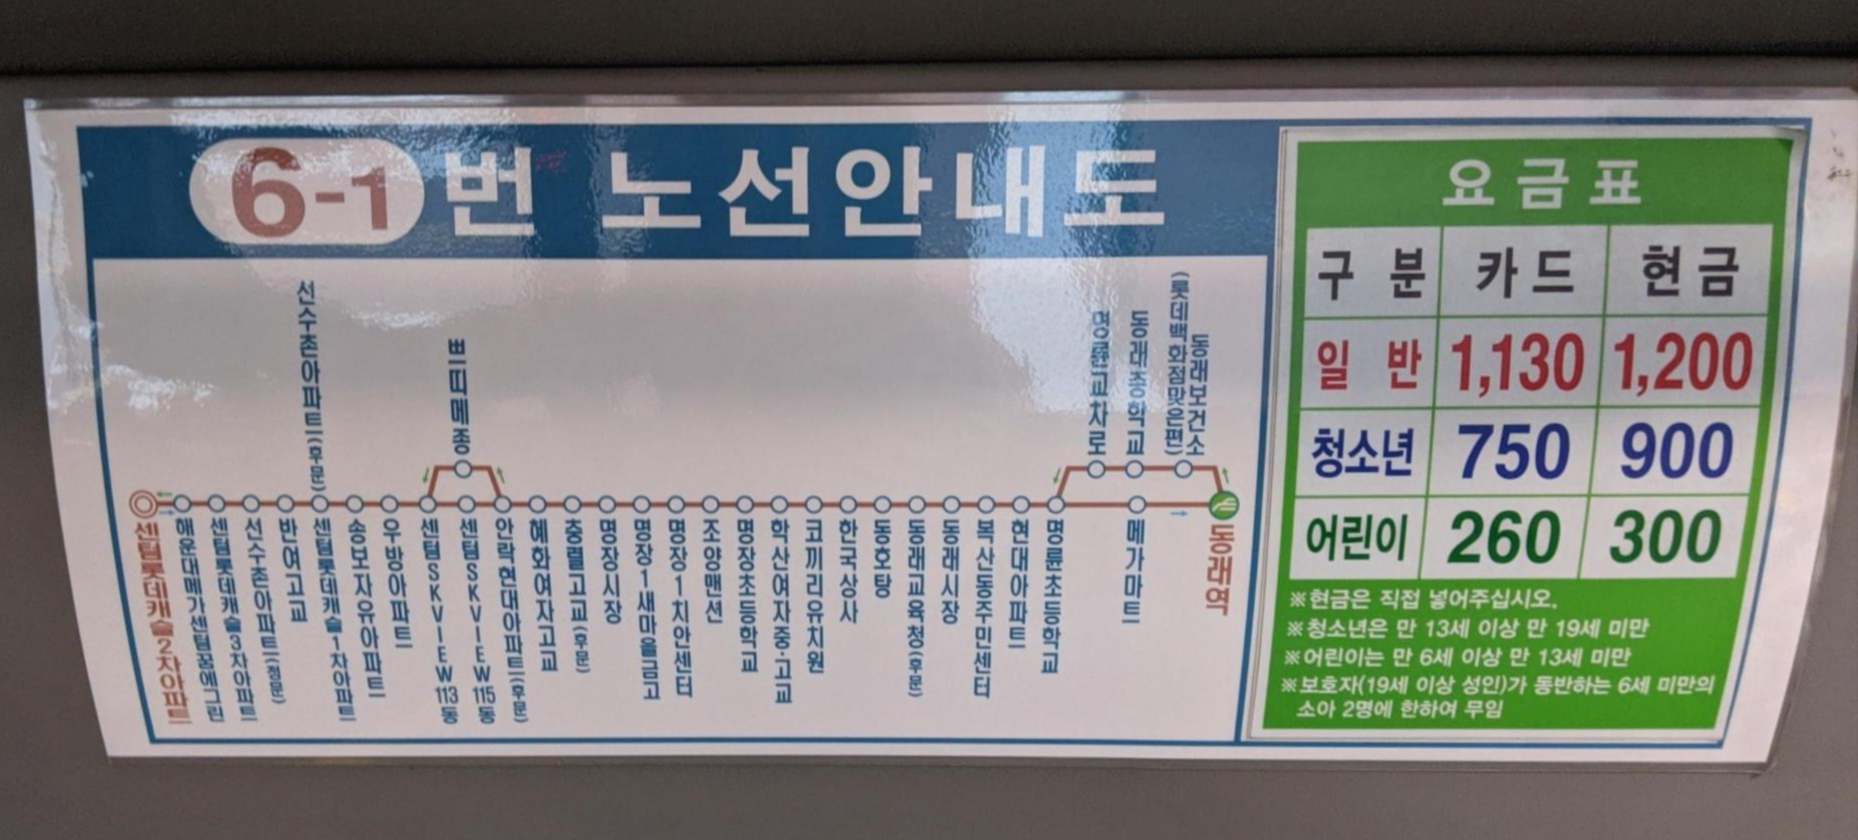 6-1번 노선안내도
선수촌아파트(후문)
쁘띠메종
명륜교차로
동래중학교
동래보건소
(롯데백화점맞은편)
센텀롯데캐슬2차아파트
해운대메가센텀꿈에그린
센텀롯데캐슬3차아파트
선수촌아파트(정문)
반여고교
센텀롯데캐슬1차아파트
송보자유아파트
우방아파트
센텀SKVIEW113동
센텀SKVIEW115동
안락현대아파트(후문)
혜화여자고교
충렬고교(후문)
명장시장
명장1새마을금고
명장1치안센터
조양맨션
명장초등학교
학산여자중·고교
코끼리유치원
한국상사
동호탕
동래교육청(후문)
동래시장
복산동주민센터
현대아파트
명륜초등학교
메가마트
동래역
요금표
구분 카드 현금
일반 1,130 1,200
청소년 750 900
어린이 260 300
※현금은 직접 넣어주십시오.
※청소년은 만 13세 이상 만 19세 미만
※어린이는 만 6세 이상 만 13세 미만
※보호자(19세 이상 성인)가 동반하는 6세 미만의
소아 2명에 한하여 무임